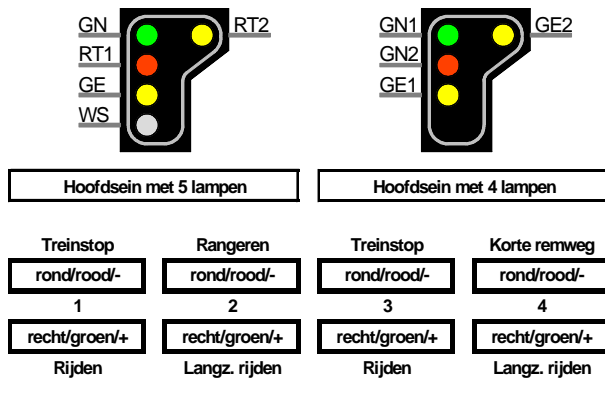 GN RT2 GN1 GE2
RT1 GN2
GE GE1
WS
Hoofdsein met 5 lampen Hoofdsein met 4 lampen
Treinstop Rangeren Treinstop Korte remweg
rond/rood/- rond/rood/- rond/rood/- rond/rood/-
1 2 3 4
recht/groen/+ recht/groen/+ recht/groen/+ recht/groen/+
Rijden Langz. rijden Rijden Langz. rijden